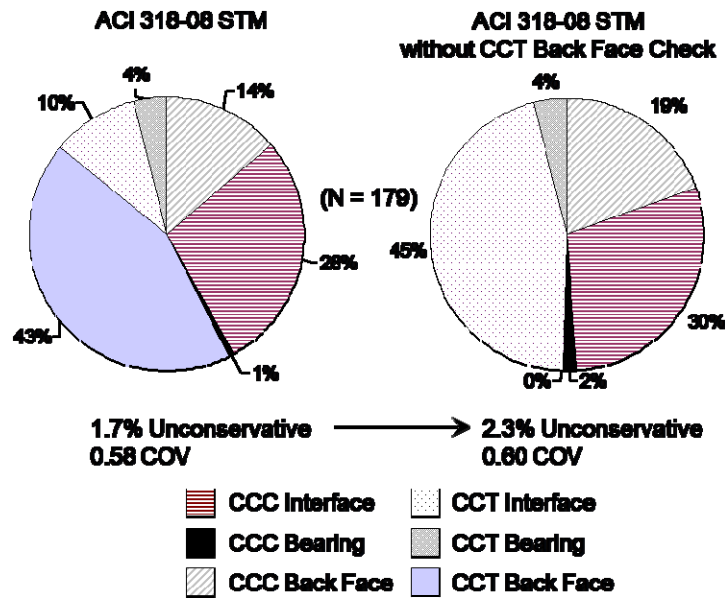 ACI 318-08 STM
ACI 318-08 STM
without CCT Back Face Check
4%
14%
10%
28%
1%
43%
(N = 179)
4%
19%
45%
30%
0%
2%
1.7% Unconservative
0.58 COV
2.3% Unconservative
0.60 COV
CCC Interface
CCT Interface
CCC Bearing
CCT Bearing
CCC Back Face
CCT Back Face